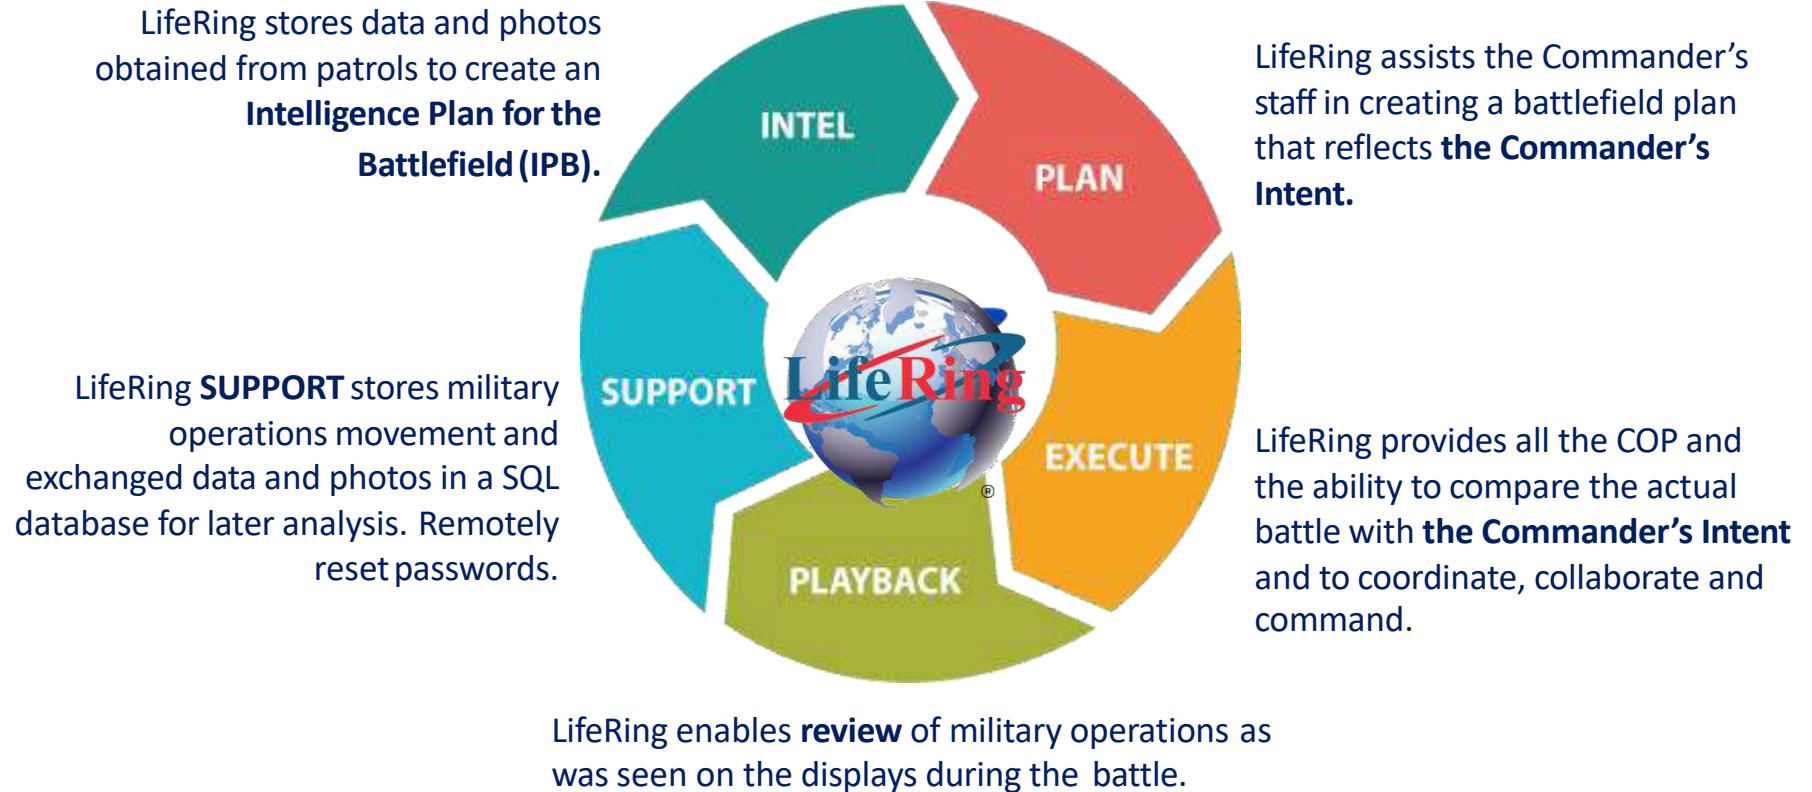 LifeRing stores data and photos
obtained from patrols to create an
Intelligence Plan for the
Battlefield (IPB).
INTEL
PLAN
LifeRing assists the Commander’s
staff in creating a battlefield plan
that reflects the Commander’s
Intent.
LifeRing SUPPORT stores military
operations movement and
exchanged data and photos in a SQL
database for later analysis. Remotely
reset passwords.
SUPPORT
LifeRing
®
EXECUTE
LifeRing provides all the COP and
the ability to compare the actual
battle with the Commander’s Intent
and to coordinate, collaborate and
command.
PLAYBACK
LifeRing enables review of military operations as
was seen on the displays during the battle.